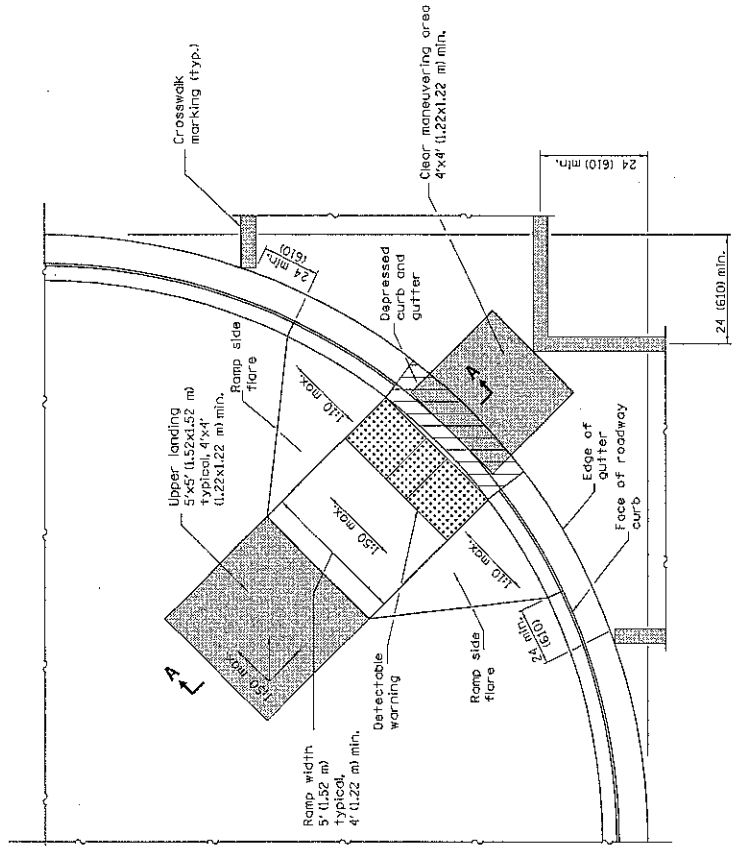 Crosswalk
marking (typ.)
Clear maneuvering area
4'x4' (1.22x1.22 m) min.
24 (610) min.
24 (610) min.
24 min.
(610)
Depressed
curb and
gutter
A
Ramp side
flare
1:10 max
Upper landing
5'x5' (1.52x1.52 m)
typical, 4'x4'
(1.22x1.22 m) min.
1:50 max.
1:50 max.
1:10 max
A
Edge of
gutter
Face of roadway
curb
24 min.
(610)
Ramp side
flare
Detectable
warning
Ramp width
5' (1.52 m)
typical,
4' (1.22 m) min.